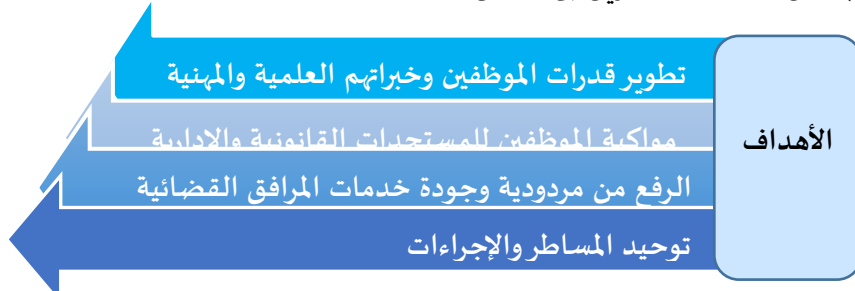 تطوير قدرات الموظفين وخبراتهم العلمية والمهنية
مواكبة الموظفين للمستجدات القانونية والادارية
الرفع من مردودية وجودة خدمات المرافق القضائية
توحيد المساطر والإجراءات
الأهداف